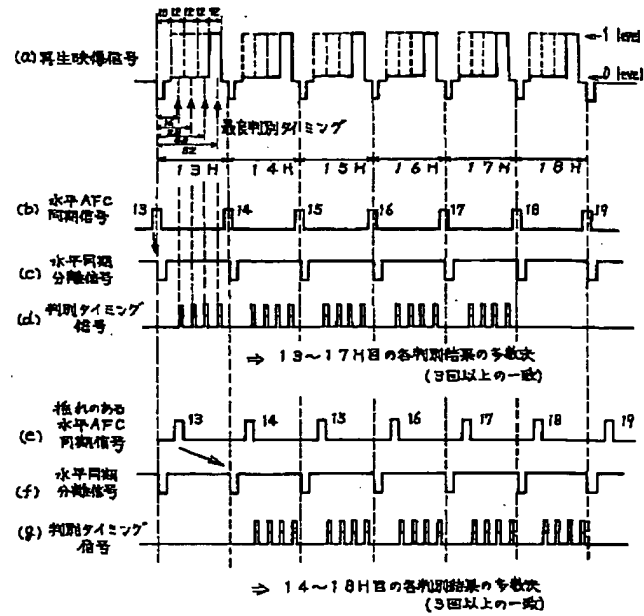 1 level
(a) 再生映像信号
0 level
最良判別タイミング
13H 14H 15H 16H 17H 18H
(b) 水平AFC
同期信号
13 14 15 16 17 18 19
(c) 水平同期
分離信号
(d) 判別タイミング
信号
⇒ 13〜17H目の各判別結果の多数決
(3回以上の一致)
揺れのある
(e) 水平AFC
同期信号
13 14 15 16 17 18 19
(f) 水平同期
分離信号
(g) 判別タイミング
信号
⇒ 14〜18H目の各判別結果の多数決
(3回以上の一致)